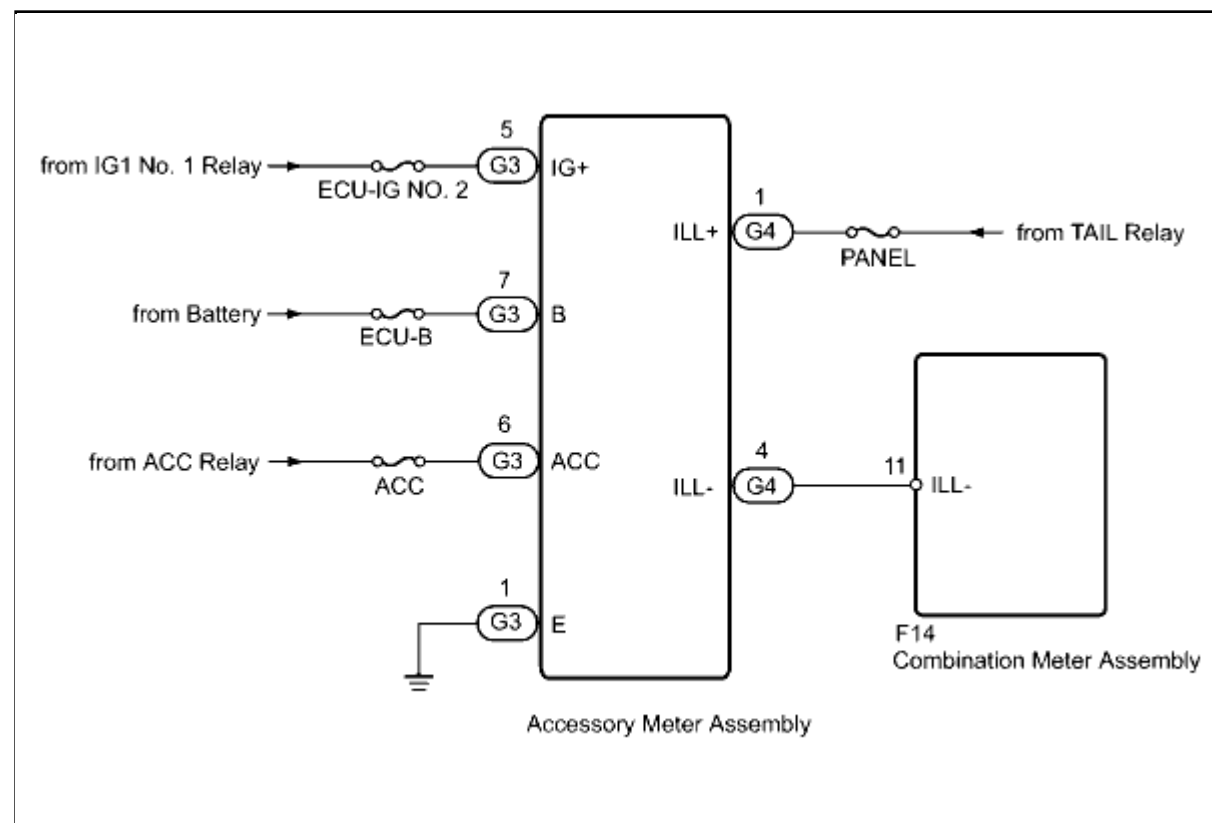 5
from IG1 No. 1 Relay
G3
IG+
ECU-IG NO. 2
1
ILL+
G4
from TAIL Relay
PANEL
7
from Battery
G3
B
ECU-B
6
from ACC Relay
G3
ACC
ACC
4
ILL-
G4
11
ILL-
1
G3
E
F14
Combination Meter Assembly
Accessory Meter Assembly